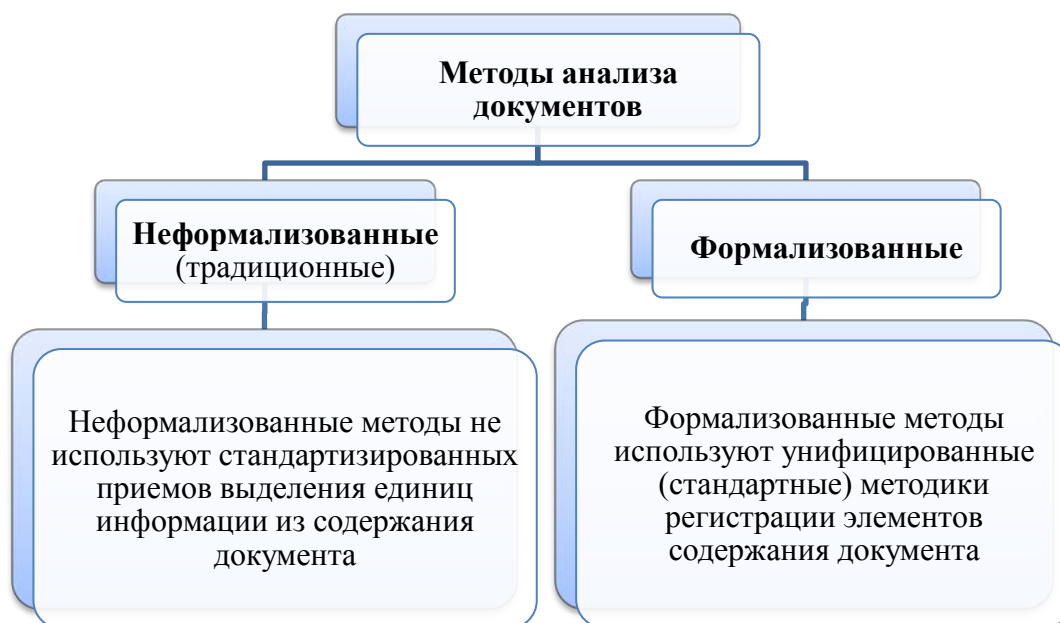 Методы анализа
документов
Неформализованные
(традиционные)
Формализованные
Неформализованные методы не
используют стандартизированных
приемов выделения единиц
информации из содержания
документа
Формализованные методы
используют унифицированные
(стандартные) методики
регистрации элементов
содержания документа